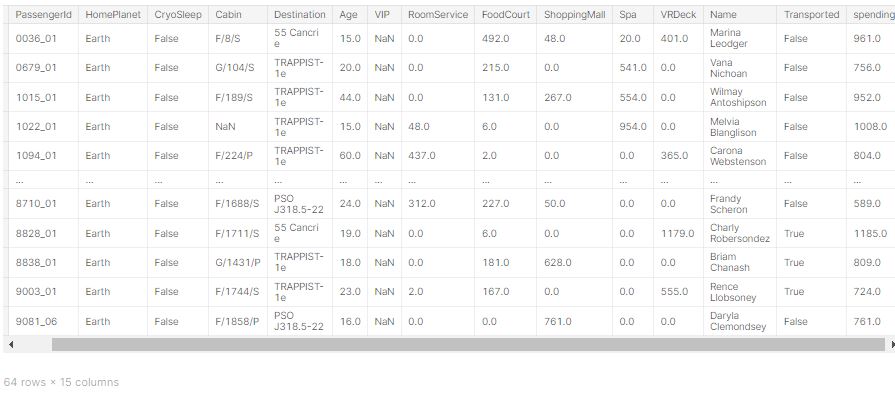 PassengerId HomePlanet CryoSleep Cabin Destination Age VIP RoomService FoodCourt ShoppingMall Spa VRDeck Name Transported spending
0036_01 Earth False F/8/S 55 Cancri e 15.0 NaN 0.0 492.0 48.0 20.0 401.0 Marina Leodger False 961.0
0679_01 Earth False G/104/S TRAPPIST-1e 20.0 NaN 0.0 215.0 0.0 541.0 0.0 Vana Nichoan False 756.0
1015_01 Earth False F/189/S TRAPPIST-1e 44.0 NaN 0.0 131.0 267.0 554.0 0.0 Wilmay Antoshipson False 952.0
1022_01 Earth False NaN TRAPPIST-1e 15.0 NaN 48.0 6.0 0.0 954.0 0.0 Melvia Blanglison False 1008.0
1094_01 Earth False F/224/P TRAPPIST-1e 60.0 NaN 437.0 2.0 0.0 0.0 365.0 Carona Webstenson False 804.0
... ... ... ... ... ... ... ... ... ... ... ... ... ... ...
8710_01 Earth False F/1688/S PSO J318.5-22 24.0 NaN 312.0 227.0 50.0 0.0 0.0 Frandy Scheron False 589.0
8828_01 Earth False F/1711/S 55 Cancri e 19.0 NaN 0.0 6.0 0.0 0.0 1179.0 Charly Robersondez True 1185.0
8838_01 Earth False G/1431/P TRAPPIST-1e 18.0 NaN 0.0 181.0 628.0 0.0 0.0 Briam Chanash True 809.0
9003_01 Earth False F/1744/S TRAPPIST-1e 23.0 NaN 2.0 167.0 0.0 0.0 555.0 Rence Llobsoney True 724.0
9081_06 Earth False F/1858/P PSO J318.5-22 16.0 NaN 0.0 0.0 761.0 0.0 0.0 Daryla Clemondsey False 761.0
64 rows × 15 columns